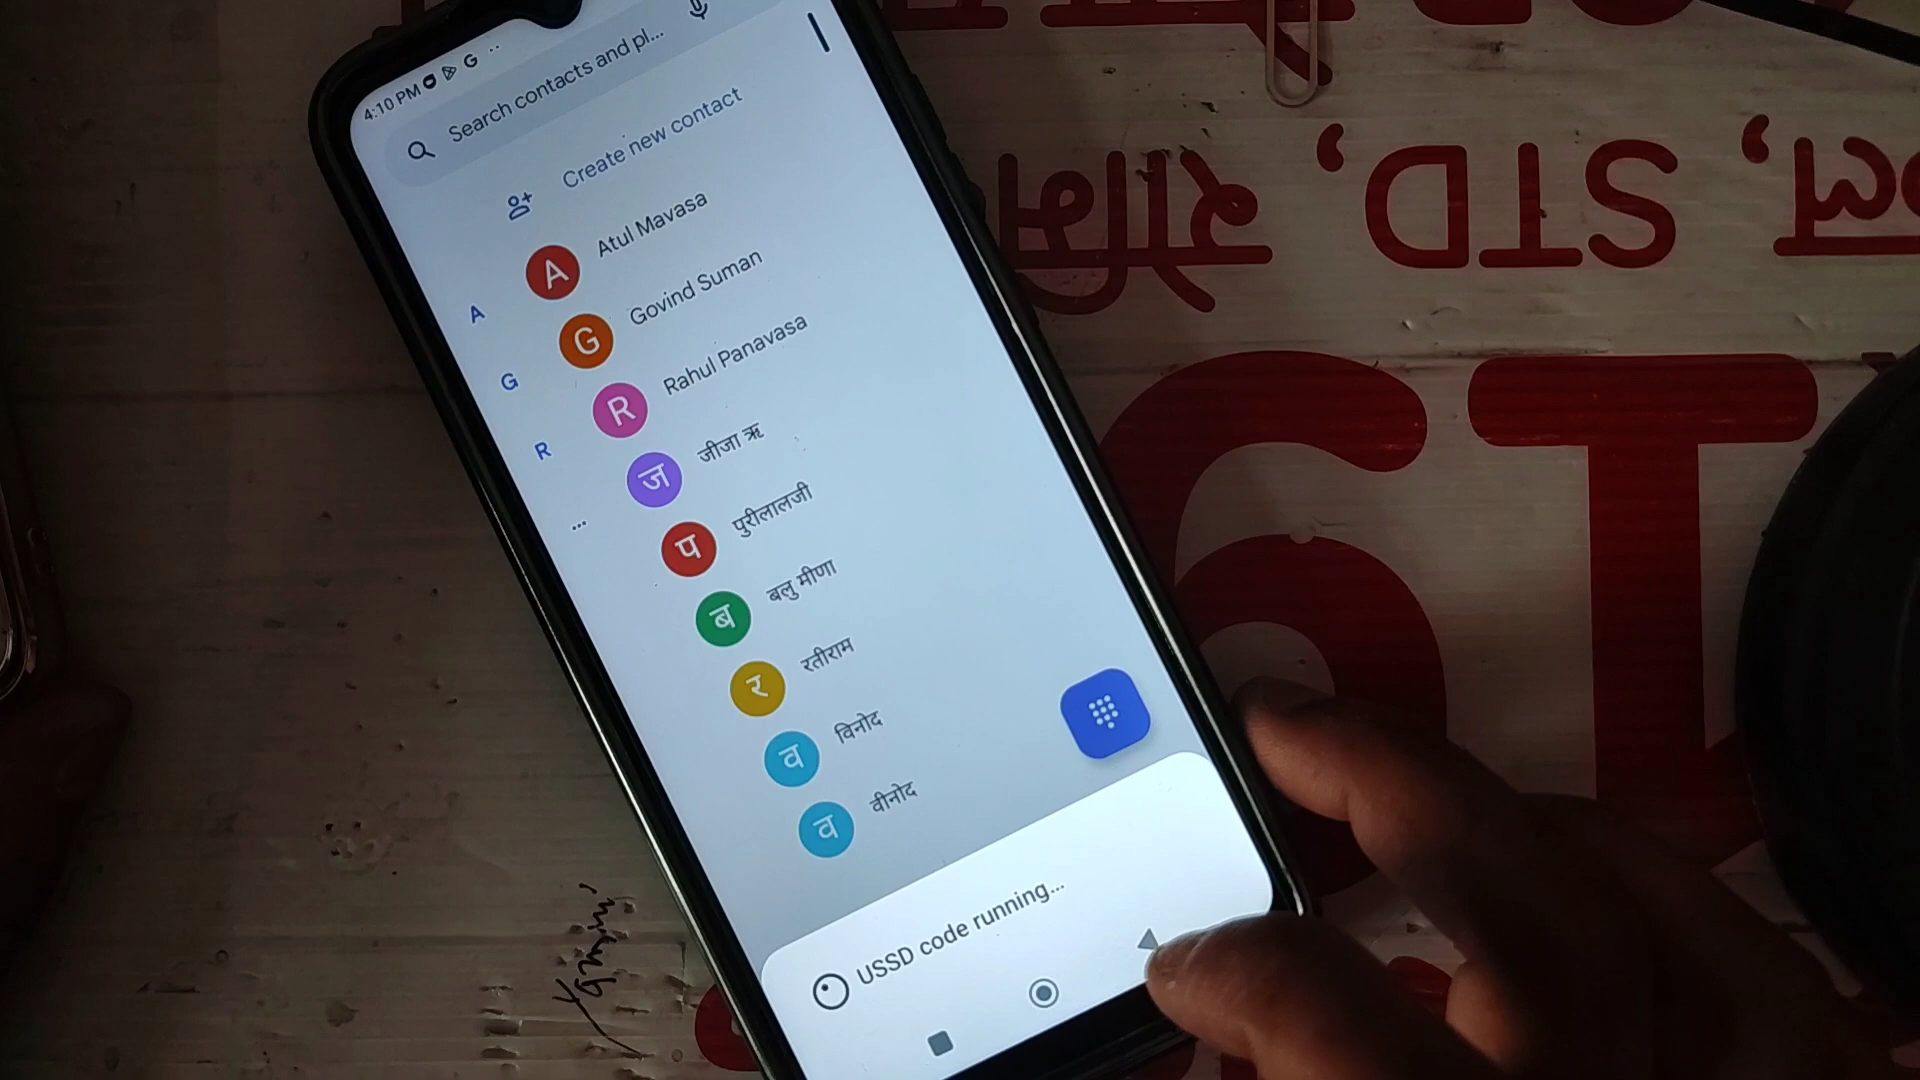 4:10 PM
Search contacts and pl...
Create new contact
A
A
Atul Mavasa
G
G
Govind Suman
R
R
Rahul Panavasa
...
ज
जीजा ऋ
प
पुरीलालजी
ब
बलु मीणा
र
रतीराम
व
विनोद
व
वीनोद
USSD code running...
STD,